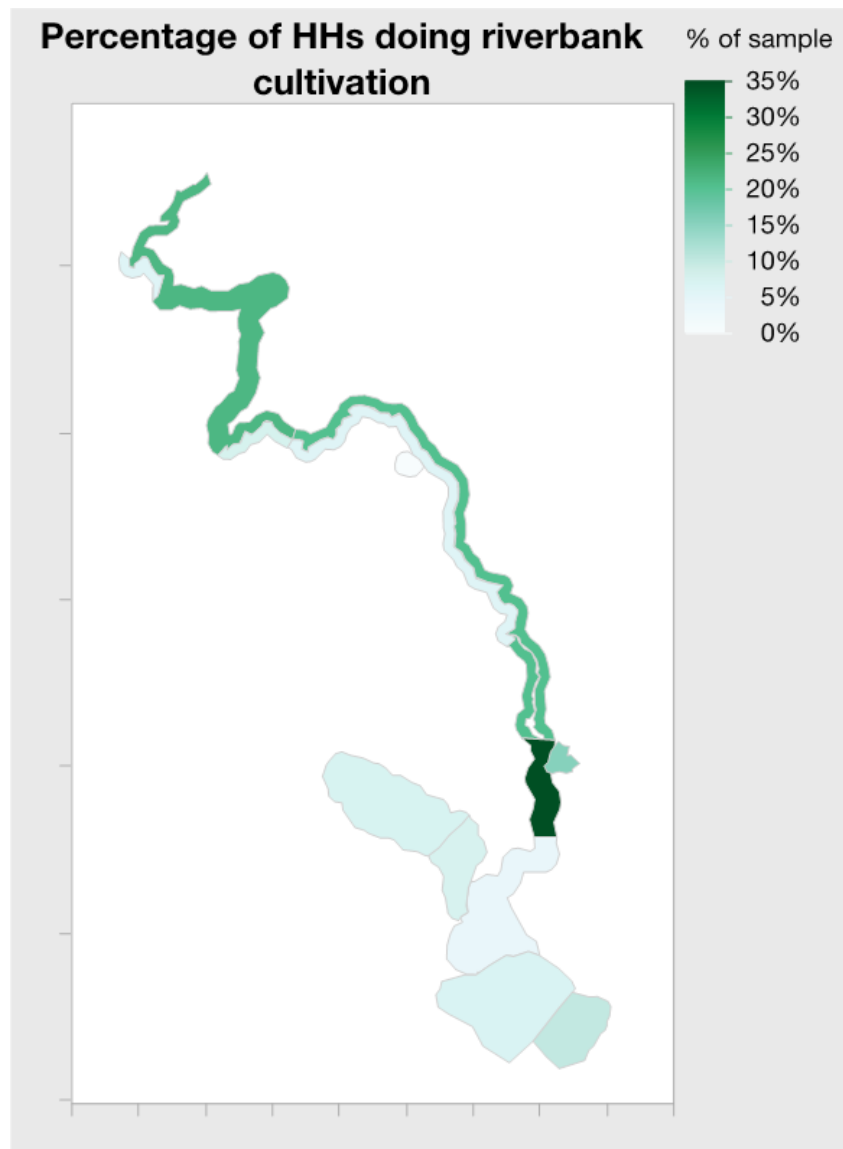 Percentage of HHs doing riverbank
cultivation
% of sample
35%
30%
25%
20%
15%
10%
5%
0%